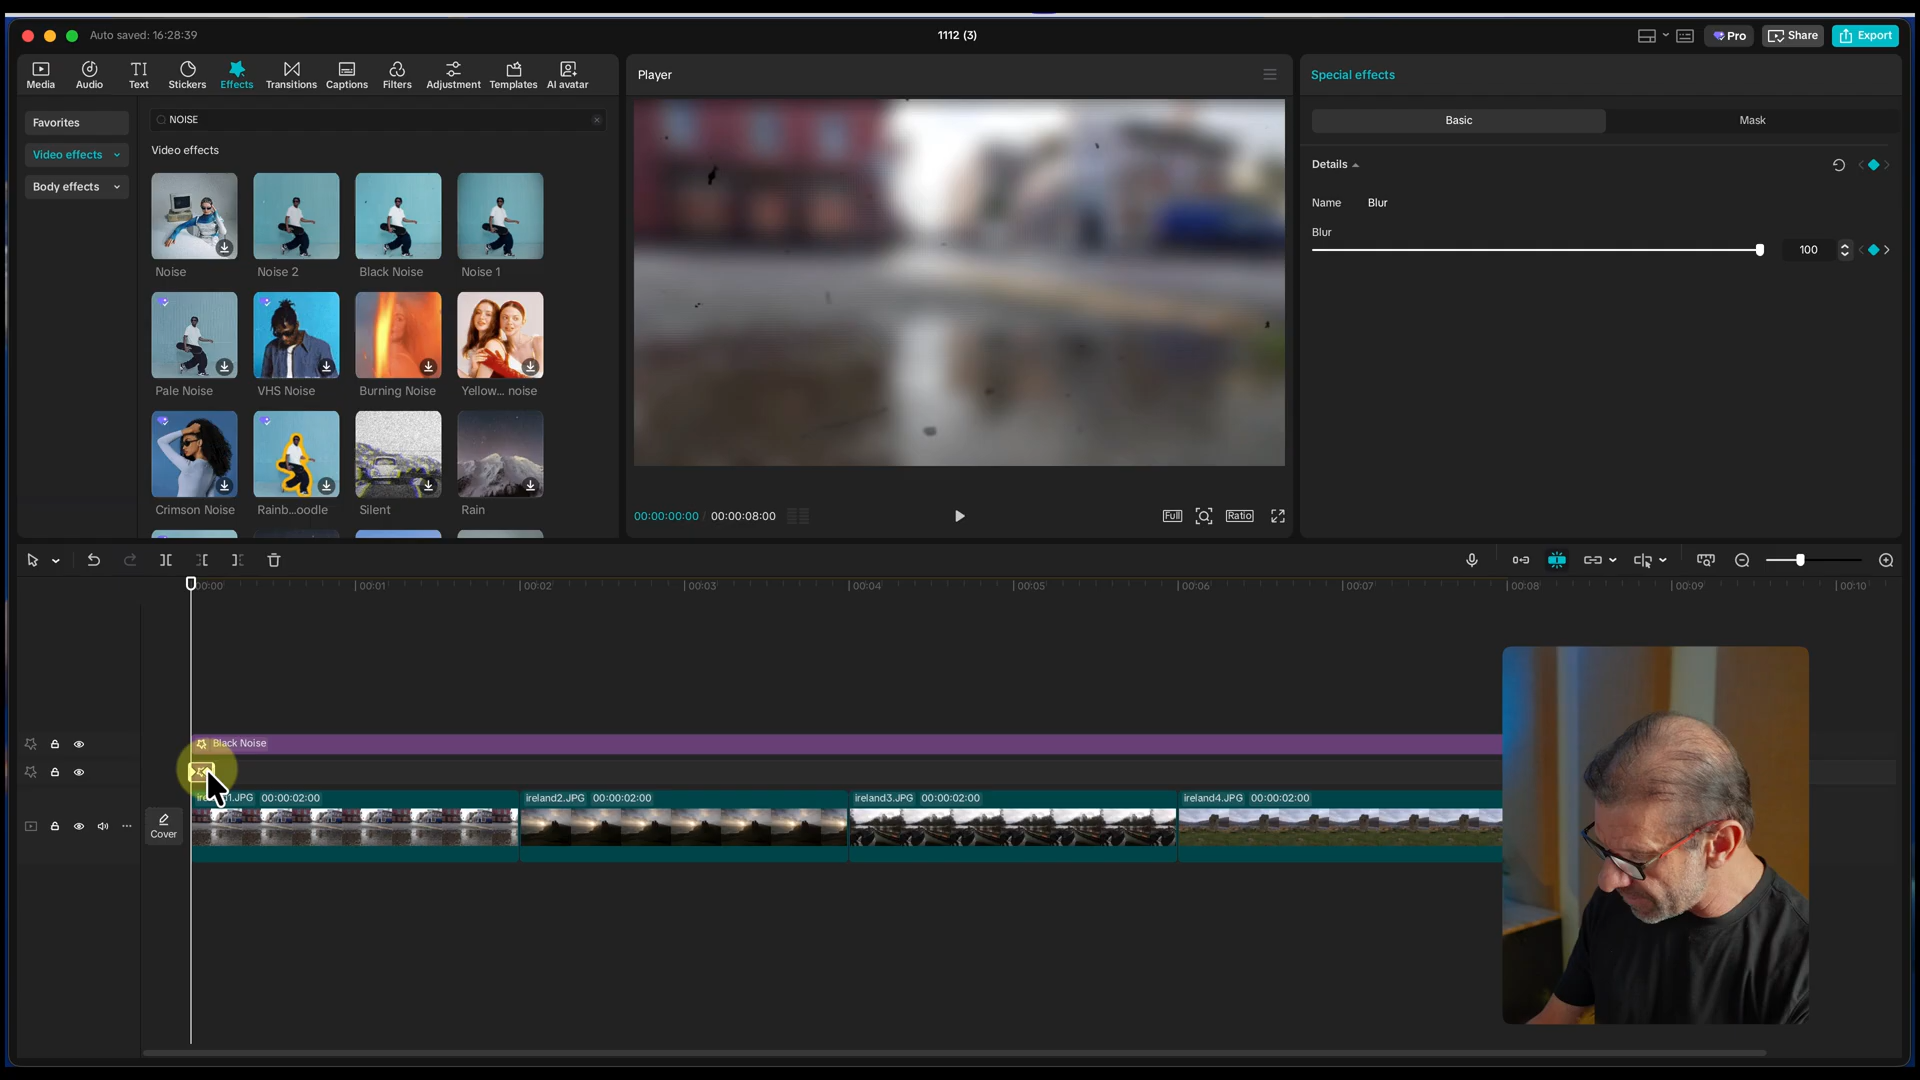 Auto saved: 16:28:39
1112 (3)
Pro
Share
Export
Media
Audio
Text
Stickers
Effects
Transitions
Captions
Filters
Adjustment
Templates
AI avatar
Favorites
Video effects
Body effects
NOISE
Video effects
Noise
Noise 2
Black Noise
Noise 1
Pale Noise
VHS Noise
Burning Noise
Yellow... noise
Crimson Noise
Rainb...oodle
Silent
Rain
Player
00:00:00:00 / 00:00:08:00
Full
Ratio
Special effects
Basic
Mask
Details
Name Blur
Blur
100
00:00
00:01
00:02
00:03
00:04
00:05
00:06
00:07
00:08
00:09
00:10
Black Noise
Cover
00:00:02:00
ireland2.JPG 00:00:02:00
ireland3.JPG 00:00:02:00
ireland4.JPG 00:00:02:00